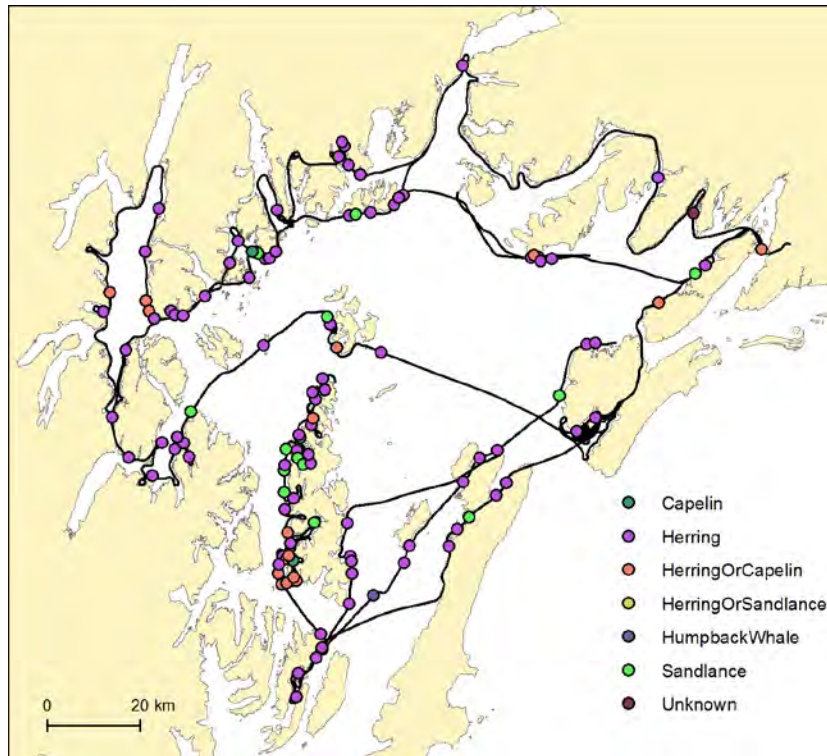 Capelin
Herring
HerringOrCapelin
HerringOrSandlance
HumpbackWhale
Sandlance
Unknown
0 20 km